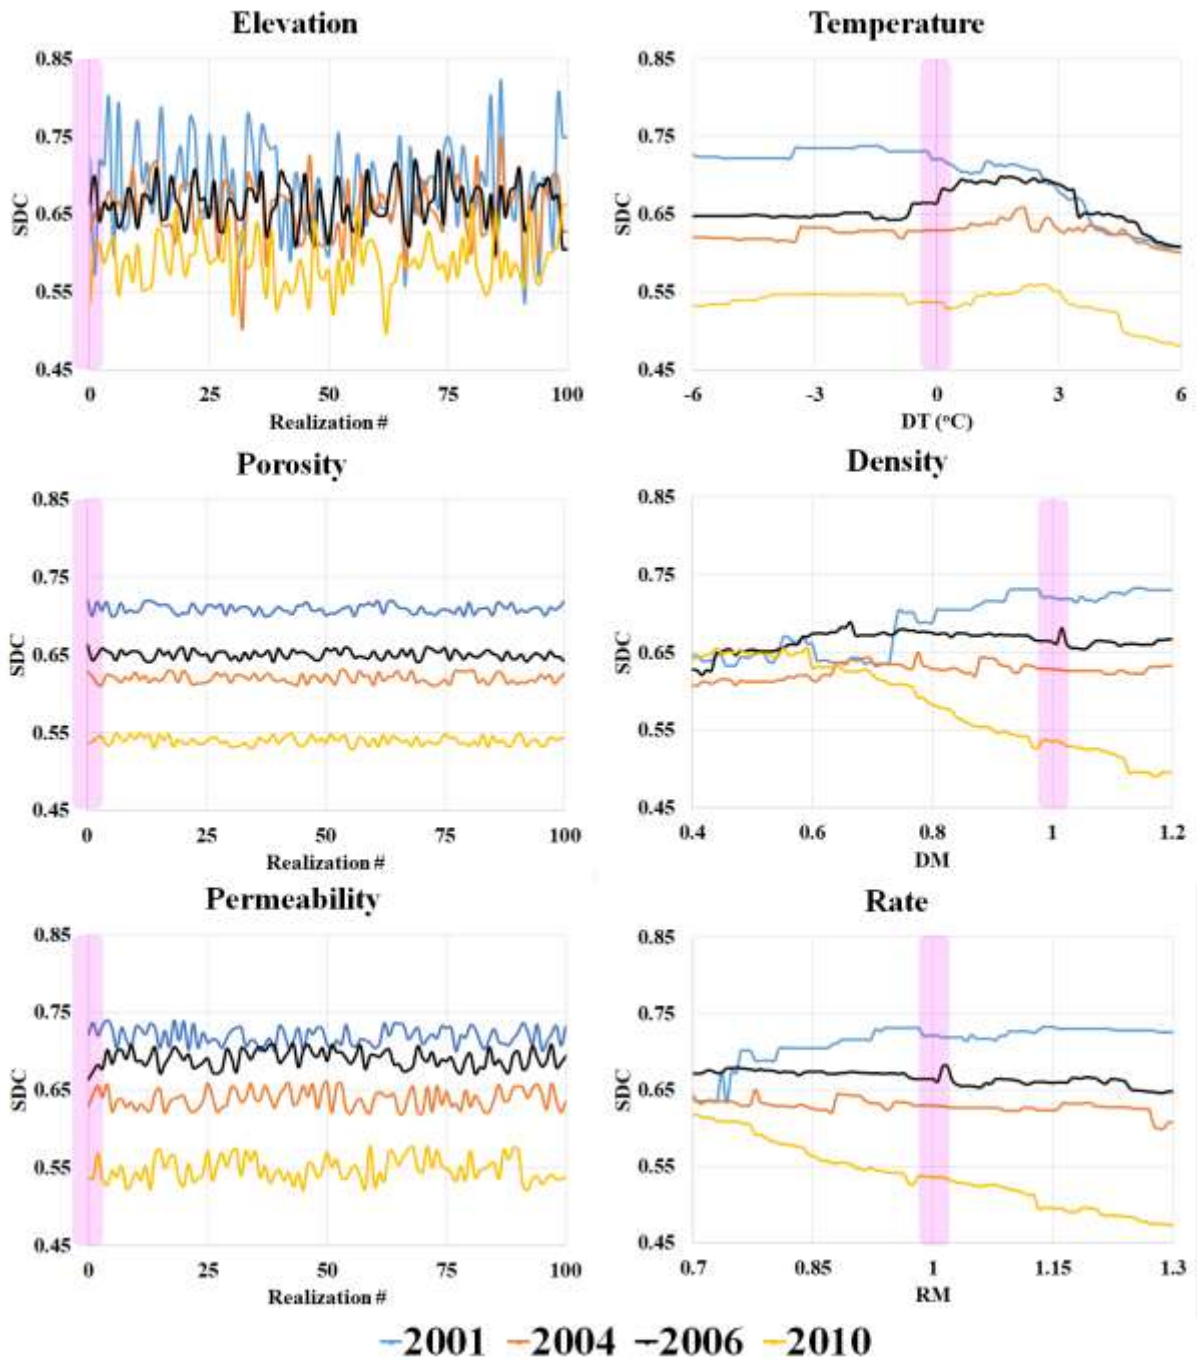 Elevation
0.85
0.75
0.65
0.55
0.45
SDC
0 25 50 75 100
Realization #
Temperature
0.85
0.75
0.65
0.55
0.45
SDC
-6 -3 0 3 6
DT (°C)
Porosity
0.85
0.75
0.65
0.55
0.45
SDC
0 25 50 75 100
Realization #
Density
0.85
0.75
0.65
0.55
0.45
SDC
0.4 0.6 0.8 1 1.2
DM
Permeability
0.85
0.75
0.65
0.55
0.45
SDC
0 25 50 75 100
Realization #
Rate
0.85
0.75
0.65
0.55
0.45
SDC
0.7 0.85 1 1.15 1.3
RM
2001 2004 2006 2010